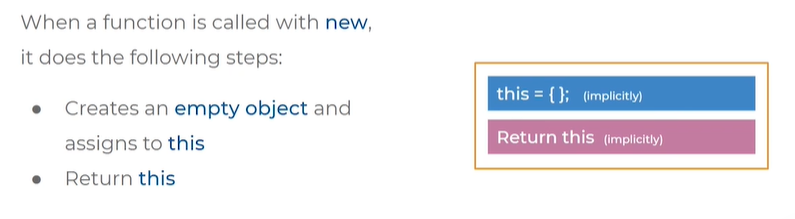 When a function is called with new,
it does the following steps:
● Creates an empty object and
assigns to this
● Return this
this = { }; (implicitly)
Return this (implicitly)